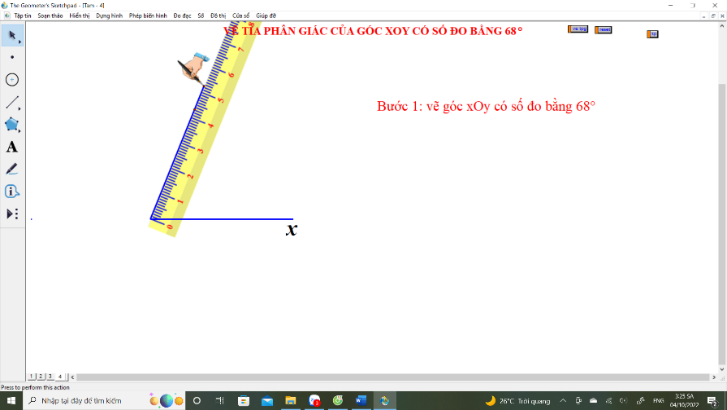 The Geometer's Sketchpad - [Tam - 4]
Tập tin Soạn thảo Hiển thị Dựng hình Phép biến hình Đo đạc Số Đồ thị Cửa sổ Giúp đỡ
VẼ TIA PHÂN GIÁC CỦA GÓC XOY CÓ SỐ ĐO BẰNG 68°
Bước 1: vẽ góc xOy có số đo bằng 68°
A
7
6
5
4
3
2
1
0
x
1 2 3 4
Press to perform this action
Nhập tại đây để tìm kiếm
26°C Trời quang
ENG
3:25 SA
04/10/2022